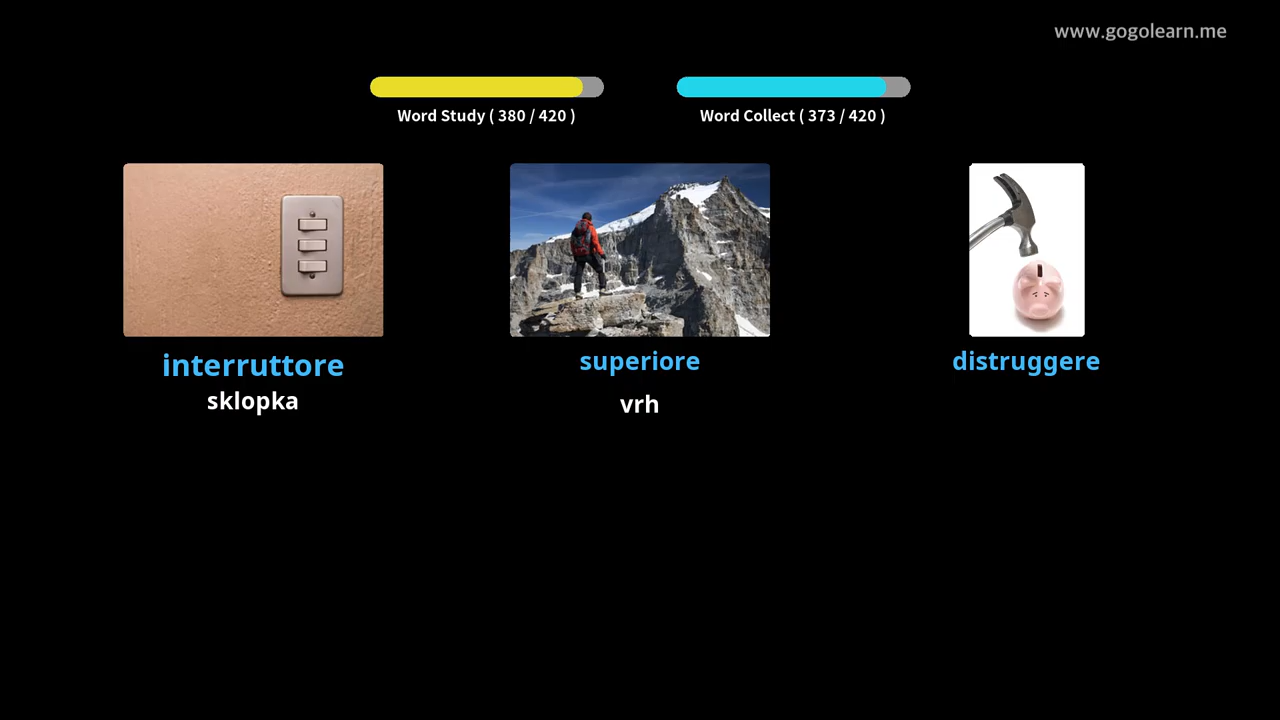 www.gogolearn.me
Word Study ( 380 / 420 )
Word Collect ( 373 / 420 )
interruttore
sklopka
superiore
vrh
distruggere